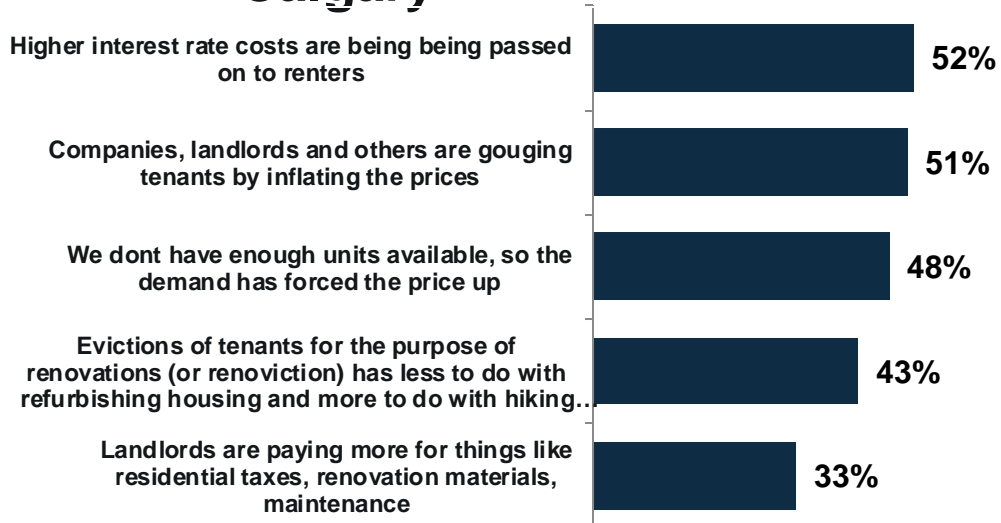 Higher interest rate costs are being being passed
on to renters
52%
Companies, landlords and others are gouging
tenants by inflating the prices
51%
We dont have enough units available, so the
demand has forced the price up
48%
Evictions of tenants for the purpose of
renovations (or renoviction) has less to do with
refurbishing housing and more to do with hiking…
43%
Landlords are paying more for things like
residential taxes, renovation materials,
maintenance
33%